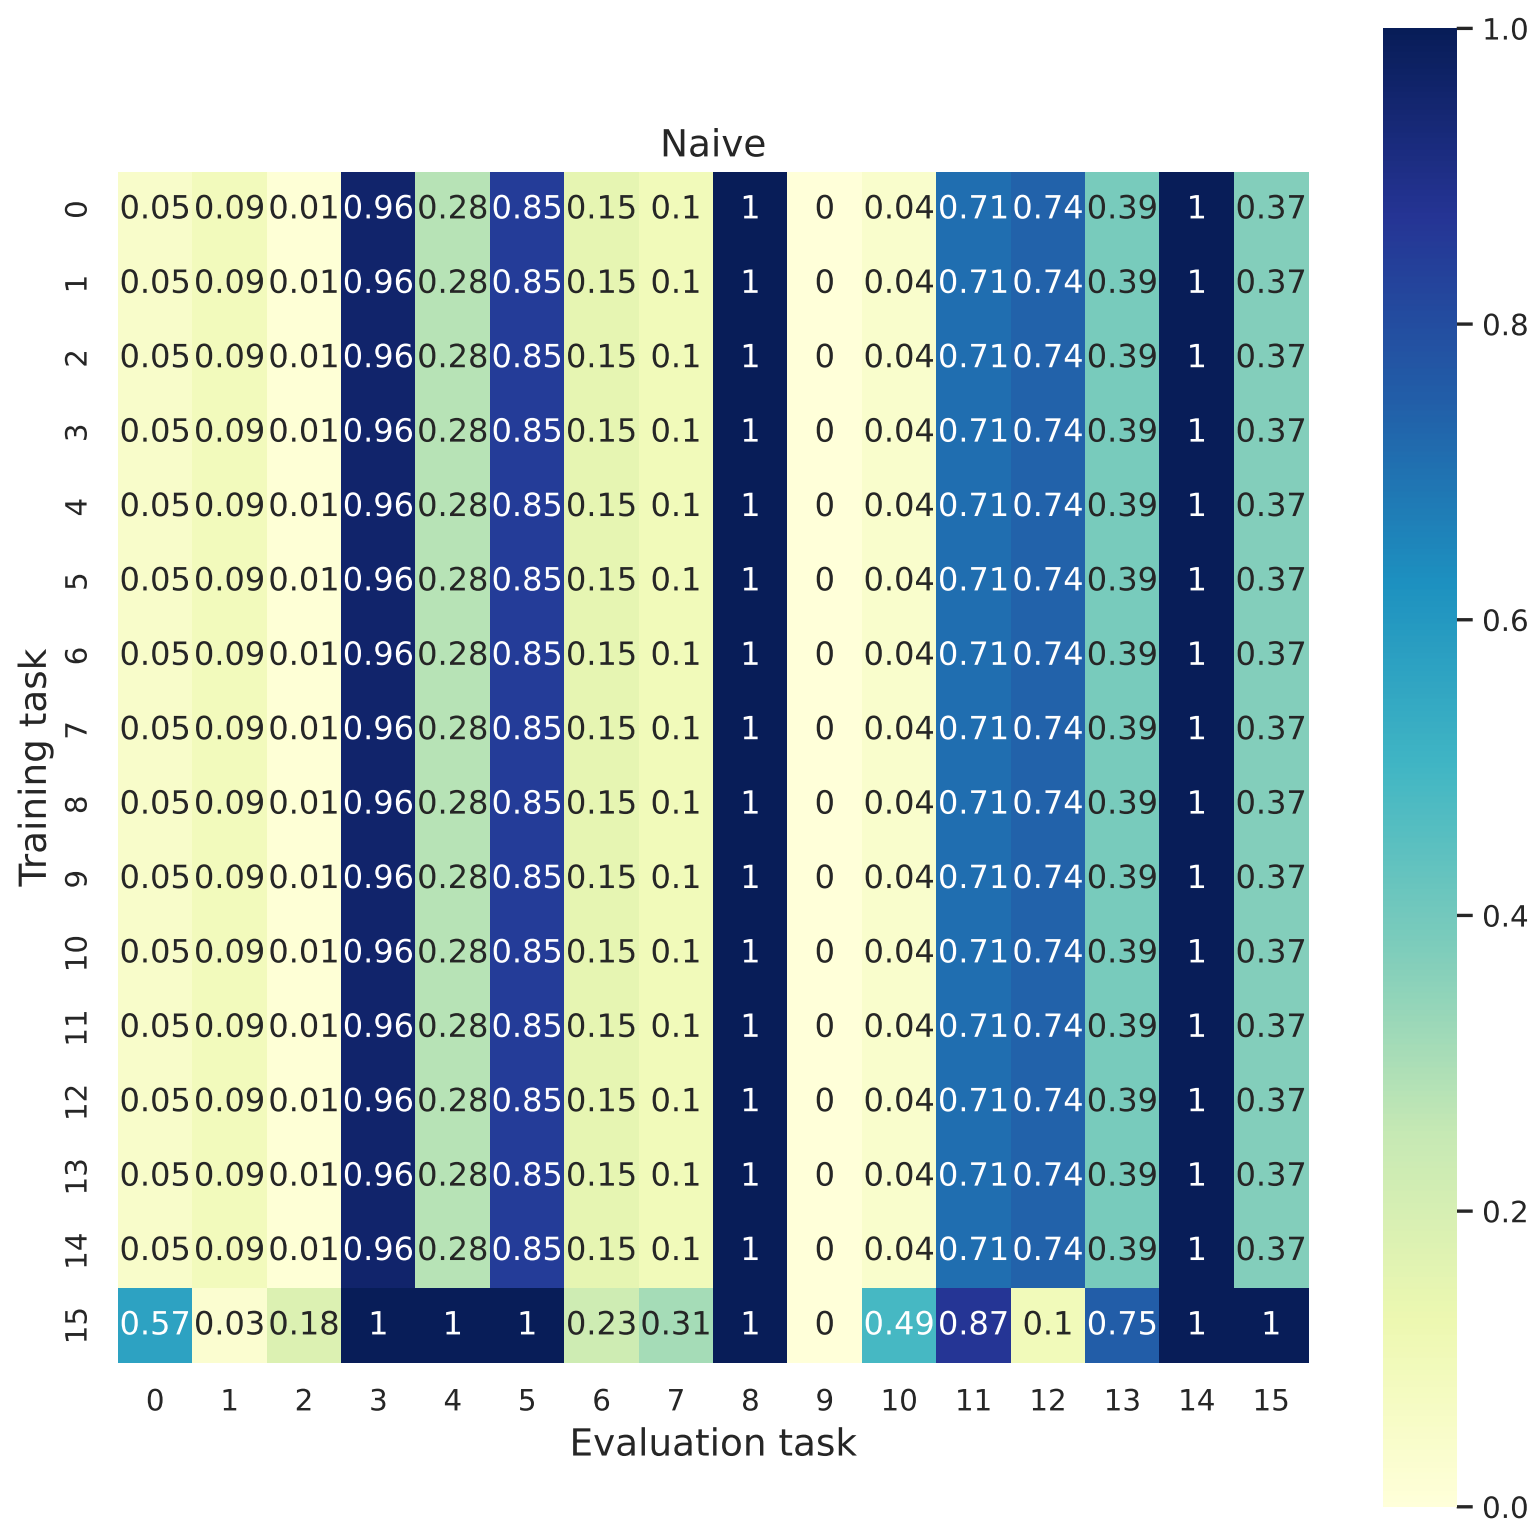 Naive
0 0.05 0.09 0.01 0.96 0.28 0.85 0.15 0.1 1 0 0.04 0.71 0.74 0.39 1 0.37
1 0.05 0.09 0.01 0.96 0.28 0.85 0.15 0.1 1 0 0.04 0.71 0.74 0.39 1 0.37
2 0.05 0.09 0.01 0.96 0.28 0.85 0.15 0.1 1 0 0.04 0.71 0.74 0.39 1 0.37
3 0.05 0.09 0.01 0.96 0.28 0.85 0.15 0.1 1 0 0.04 0.71 0.74 0.39 1 0.37
4 0.05 0.09 0.01 0.96 0.28 0.85 0.15 0.1 1 0 0.04 0.71 0.74 0.39 1 0.37
5 0.05 0.09 0.01 0.96 0.28 0.85 0.15 0.1 1 0 0.04 0.71 0.74 0.39 1 0.37
6 0.05 0.09 0.01 0.96 0.28 0.85 0.15 0.1 1 0 0.04 0.71 0.74 0.39 1 0.37
7 0.05 0.09 0.01 0.96 0.28 0.85 0.15 0.1 1 0 0.04 0.71 0.74 0.39 1 0.37
8 0.05 0.09 0.01 0.96 0.28 0.85 0.15 0.1 1 0 0.04 0.71 0.74 0.39 1 0.37
9 0.05 0.09 0.01 0.96 0.28 0.85 0.15 0.1 1 0 0.04 0.71 0.74 0.39 1 0.37
10 0.05 0.09 0.01 0.96 0.28 0.85 0.15 0.1 1 0 0.04 0.71 0.74 0.39 1 0.37
11 0.05 0.09 0.01 0.96 0.28 0.85 0.15 0.1 1 0 0.04 0.71 0.74 0.39 1 0.37
12 0.05 0.09 0.01 0.96 0.28 0.85 0.15 0.1 1 0 0.04 0.71 0.74 0.39 1 0.37
13 0.05 0.09 0.01 0.96 0.28 0.85 0.15 0.1 1 0 0.04 0.71 0.74 0.39 1 0.37
14 0.05 0.09 0.01 0.96 0.28 0.85 0.15 0.1 1 0 0.04 0.71 0.74 0.39 1 0.37
15 0.57 0.03 0.18 1 1 1 0.23 0.31 1 0 0.49 0.87 0.1 0.75 1 1
0 1 2 3 4 5 6 7 8 9 10 11 12 13 14 15
Evaluation task
Training task
1.0
0.8
0.6
0.4
0.2
0.0